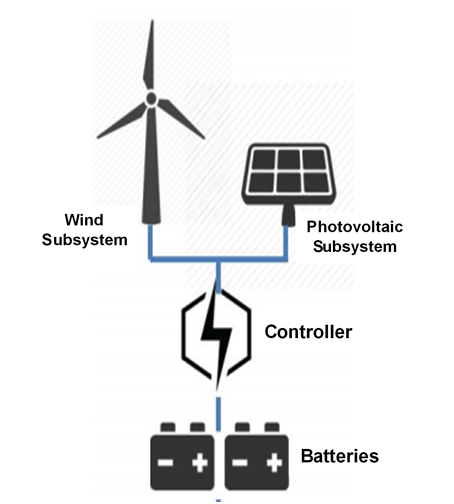 Wind
Subsystem
Photovoltaic
Subsystem
Controller
Batteries